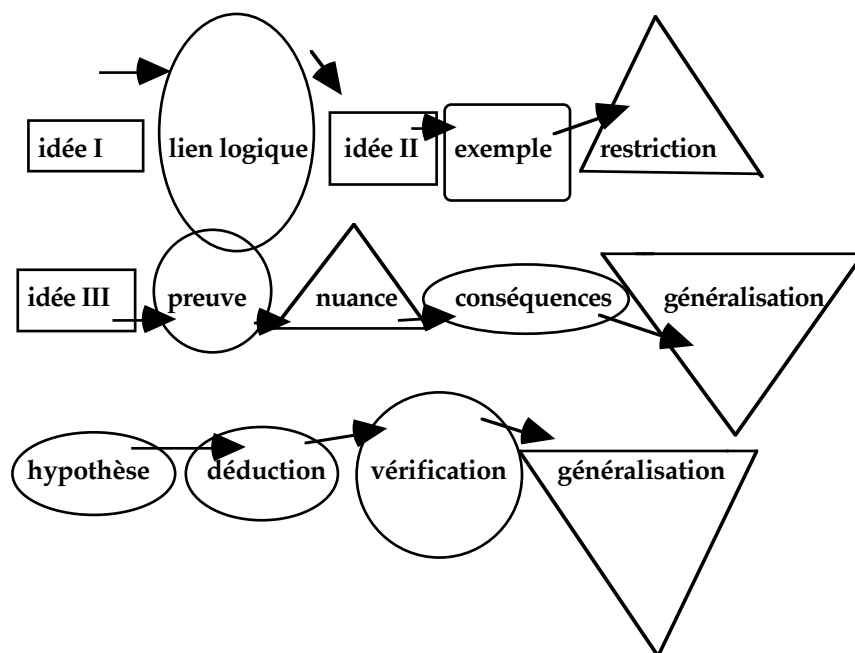 idée I lien logique idée II exemple restriction
idée III preuve nuance conséquences généralisation
hypothèse déduction vérification généralisation